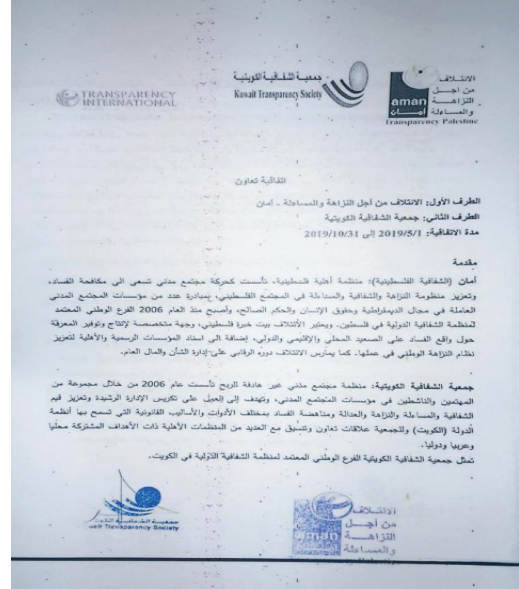 TRANSPARENCY
INTERNATIONAL
جمعية الشفافية الكويتية
Kuwait Transparency Society
الائتلاف
من اجل
النزاهة
والمساءلة
aman
أمان
Transparency Palestine
اتفاقية تعاون
الطرف الأول: الائتلاف من أجل النزاهة والمساءلة - أمان
الطرف الثاني: جمعية الشفافية الكويتية
مدة الاتفاقية: 2019/5/1 إلى 2019/10/31
مقدمة
أمان (الشفافية الفلسطينية): منظمة أهلية فلسطينية، تأسست كحركة مجتمع مدني تسعى الى مكافحة الفساد،
وتعزيز منظومة النزاهة والشفافية والمساءلة في المجتمع الفلسطيني، بمبادرة عدد من مؤسسات المجتمع المدني
العاملة في مجال الديمقراطية وحقوق الإنسان والحكم الصالح، وأصبح منذ العام 2006 الفرع الوطني المعتمد
لمنظمة الشفافية الدولية في فلسطين. ويعتبر الائتلاف بيت خبرة فلسطيني، وجهة متخصصة لإنتاج وتوفير المعرفة
حول واقع الفساد على الصعيد المحلي والإقليمي والدولي، إضافة الى اسناد المؤسسات الرسمية والأهلية لتعزيز
نظام النزاهة الوطني في عملها. كما يمارس الائتلاف دوره الرقابي على إدارة الشأن والمال العام.
جمعية الشفافية الكويتية: منظمة مجتمع مدني غير هادفة للربح تأسست عام 2006 من خلال مجموعة من
المهتمين والناشطين في مؤسسات المجتمع المدني، وتهدف إلى العمل على تكريس الإدارة الرشيدة وتعزيز قيم
الشفافية والمساءلة والنزاهة والعدالة ومناهضة الفساد بمختلف الأدوات والأساليب القانونية التي تسمح بها أنظمة
الدولة (الكويت) وللجمعية علاقات تعاون وتنسيق مع العديد من المنظمات الأهلية ذات الأهداف المشتركة محليا
وعربيا ودوليا.
تمثل جمعية الشفافية الكويتية الفرع الوطني المعتمد لمنظمة الشفافية الدولية في الكويت.
جمعية الشفافية
Transparency Society
الائتلاف
من أجل
النزاهة
والمساءلة
aman